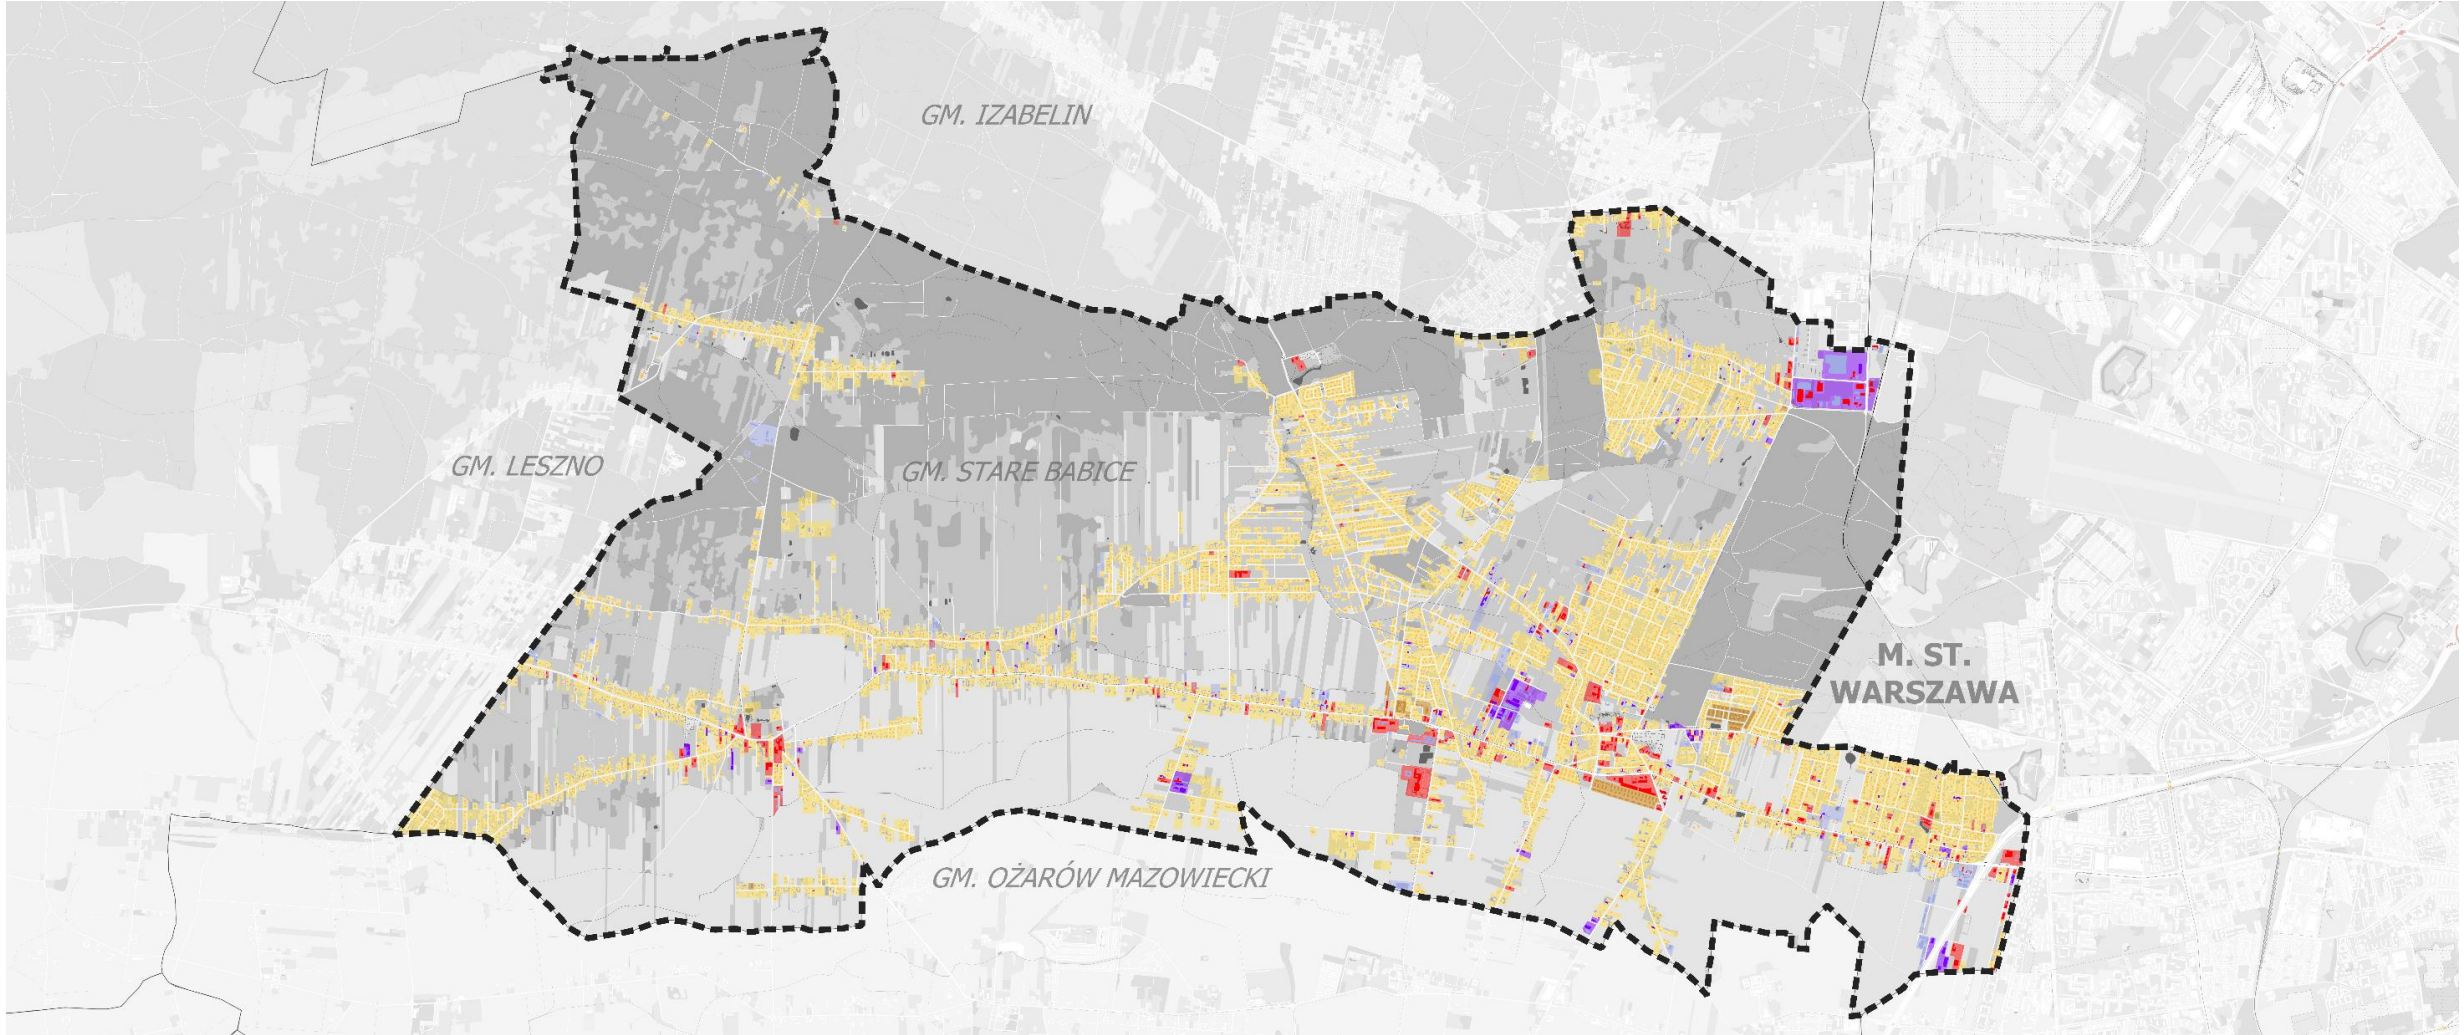 GM. IZABELIN
GM. LESZNO
GM. STARE BABICE
M. ST.
WARSZAWA
GM. OŻARÓW MAZOWIECKI